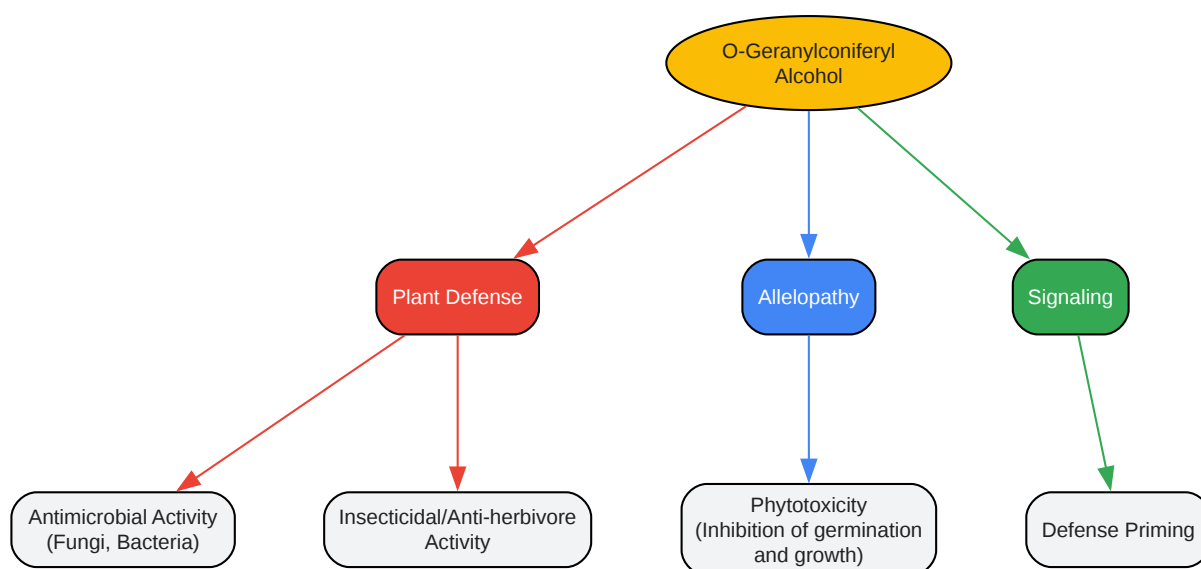 O-Geranylconiferyl
Alcohol
Plant Defense
Allelopathy
Signaling
Antimicrobial Activity
(Fungi, Bacteria)
Insecticidal/Anti-herbivore
Activity
Phytotoxicity
(Inhibition of germination
and growth)
Defense Priming